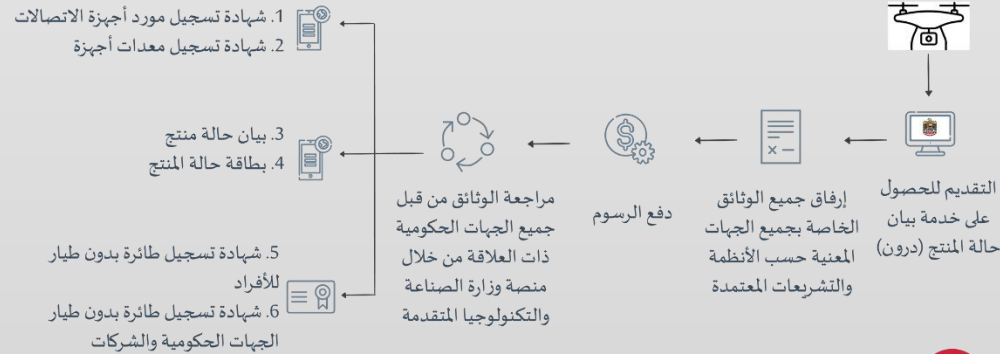 التقديم للحصول
على خدمة بيان
حالة المنتج (درون)
إرفاق جميع الوثائق
الخاصة بجميع الجهات
المعنية حسب الأنظمة
والتشريعات المعتمدة
دفع الرسوم
مراجعة الوثائق من قبل
جميع الجهات الحكومية
ذات العلاقة من خلال
منصة وزارة الصناعة
والتكنولوجيا المتقدمة
1. شهادة تسجيل مورد أجهزة الاتصالات
2. شهادة تسجيل معدات أجهزة
3. بيان حالة منتج
4. بطاقة حالة المنتج
5. شهادة تسجيل طائرة بدون طيار
للأفراد
6. شهادة تسجيل طائرة بدون طيار
الجهات الحكومية والشركات